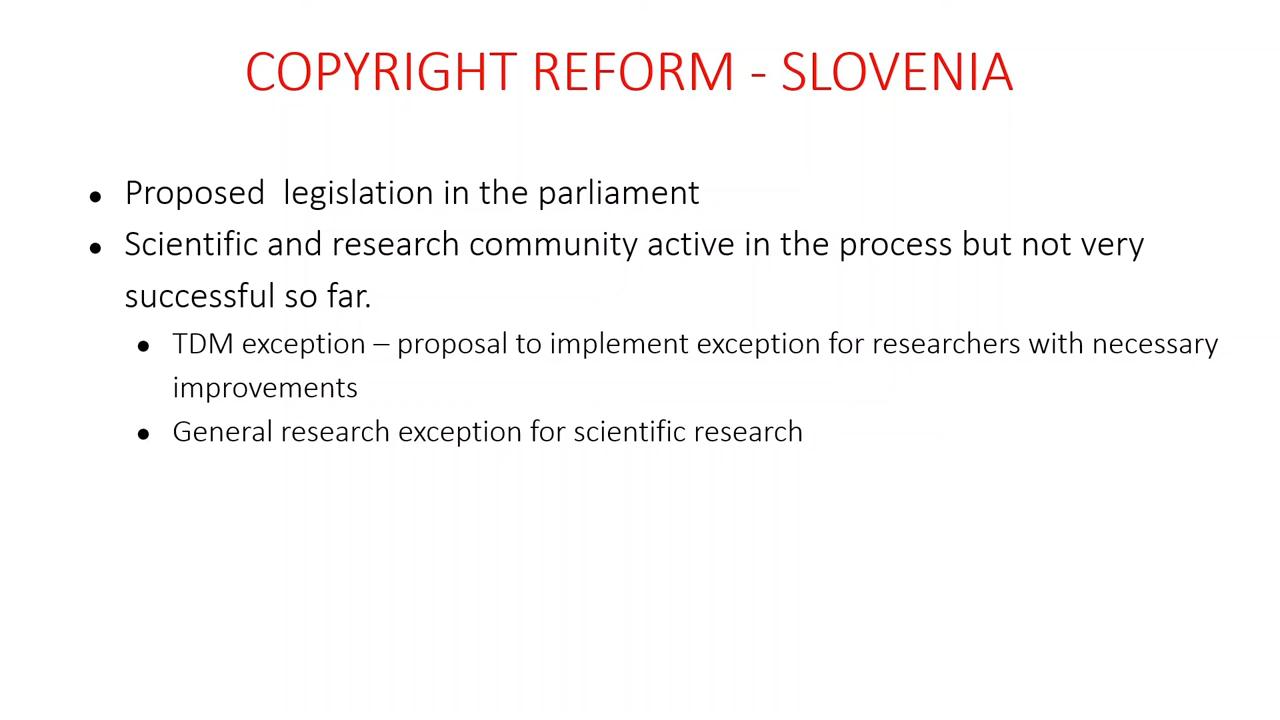 COPYRIGHT REFORM - SLOVENIA
● Proposed  legislation in the parliament
● Scientific and research community active in the process but not very
successful so far.
● TDM exception – proposal to implement exception for researchers with necessary
improvements
● General research exception for scientific research